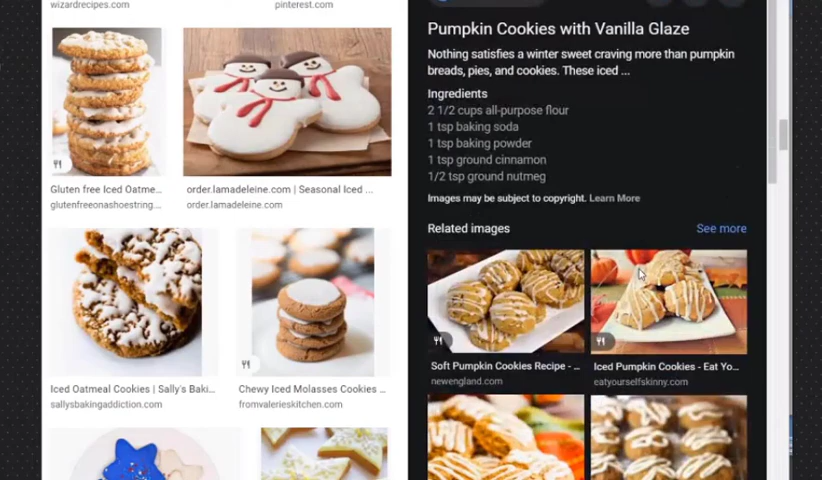 wizardrecipes.com
pinterest.com
Gluten free Iced Oatme...
glutenfreeonashoestring....
order.lamadeleine.com | Seasonal Iced ...
order.lamadeleine.com
Iced Oatmeal Cookies | Sally's Baki...
sallysbakingaddiction.com
Chewy Iced Molasses Cookies ...
fromvalerieskitchen.com
Pumpkin Cookies with Vanilla Glaze
Nothing satisfies a winter sweet craving more than pumpkin
breads, pies, and cookies. These iced ...
Ingredients
2 1/2 cups all-purpose flour
1 tsp baking soda
1 tsp baking powder
1 tsp ground cinnamon
1/2 tsp ground nutmeg
Images may be subject to copyright. Learn More
Related images
See more
Soft Pumpkin Cookies Recipe - ...
newengland.com
Iced Pumpkin Cookies - Eat Yo...
eatyourselfskinny.com